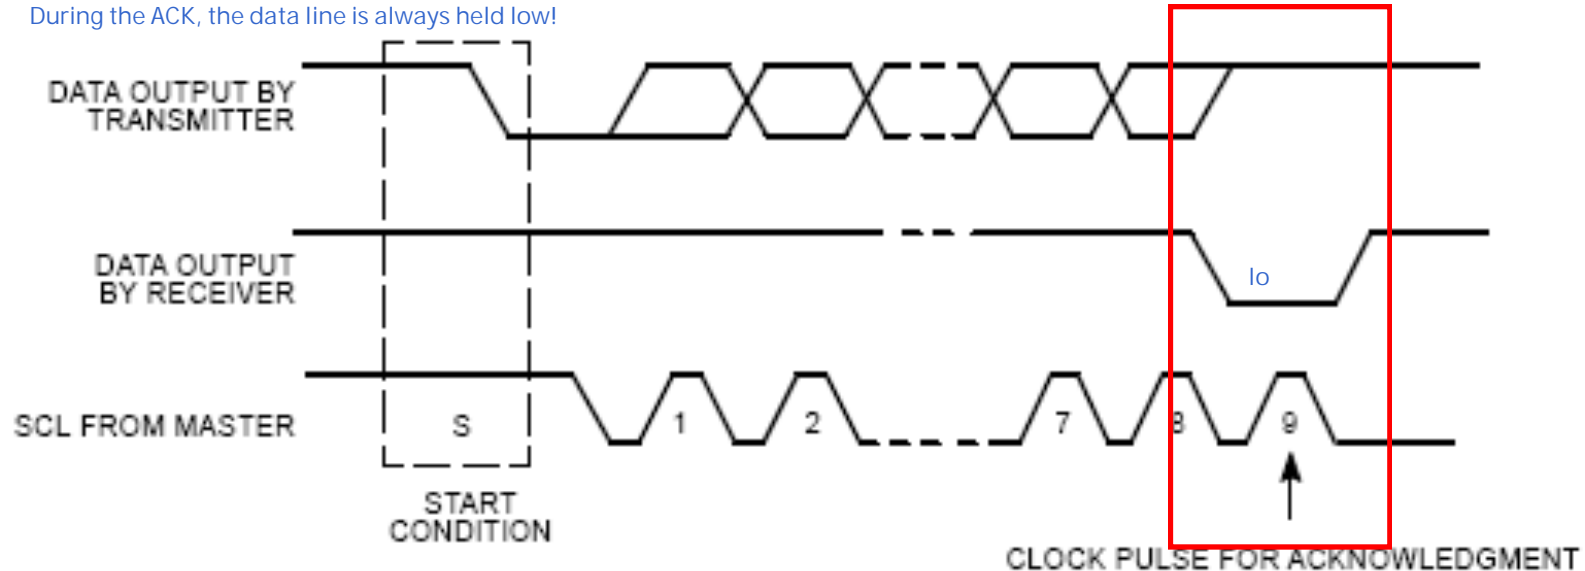 During the ACK, the data line is always held low!
DATA OUTPUT BY
TRANSMITTER
DATA OUTPUT
BY RECEIVER
lo
SCL FROM MASTER
S
1
2
7
8
9
START
CONDITION
CLOCK PULSE FOR ACKNOWLEDGMENT